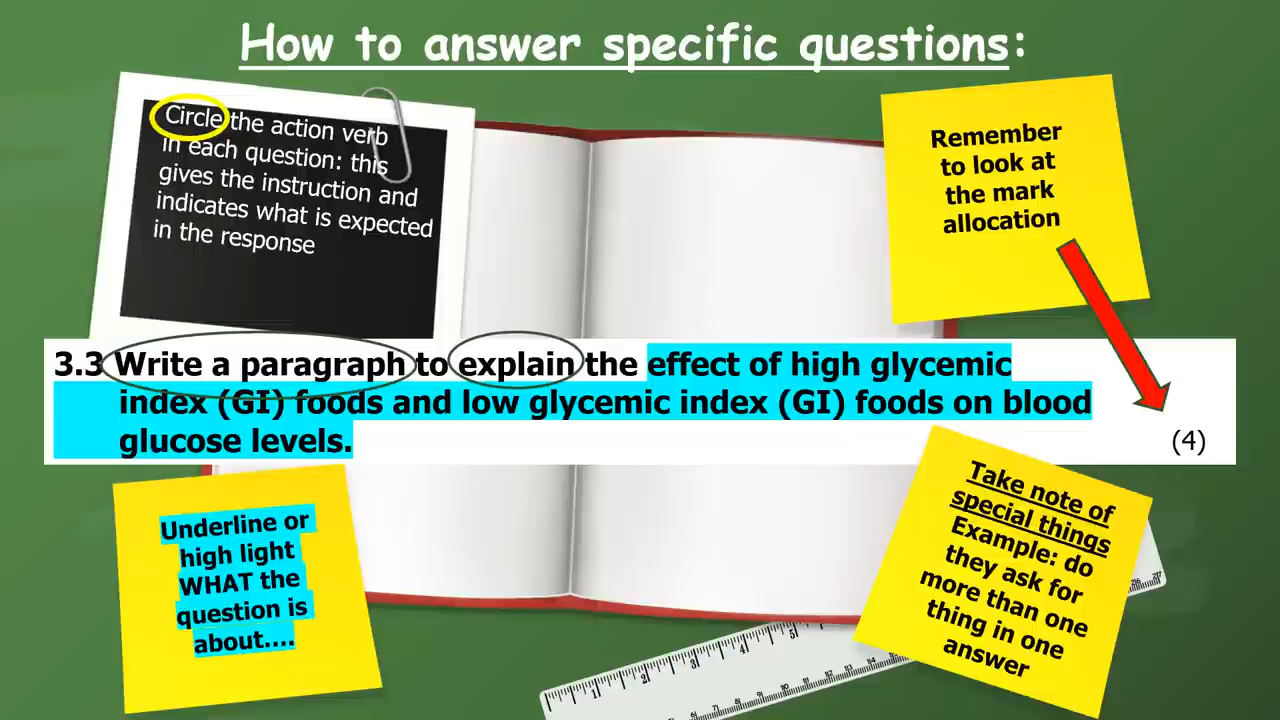 How to answer specific questions:
Circle the action verb
in each question: this
gives the instruction and
indicates what is expected
in the response
Remember
to look at
the mark
allocation
3.3 Write a paragraph to explain the effect of high glycemic
index (GI) foods and low glycemic index (GI) foods on blood
glucose levels.
(4)
Underline or
high light
WHAT the
question is
about....
Take note of
special things
Example: do
they ask for
more than one
thing in one
answer